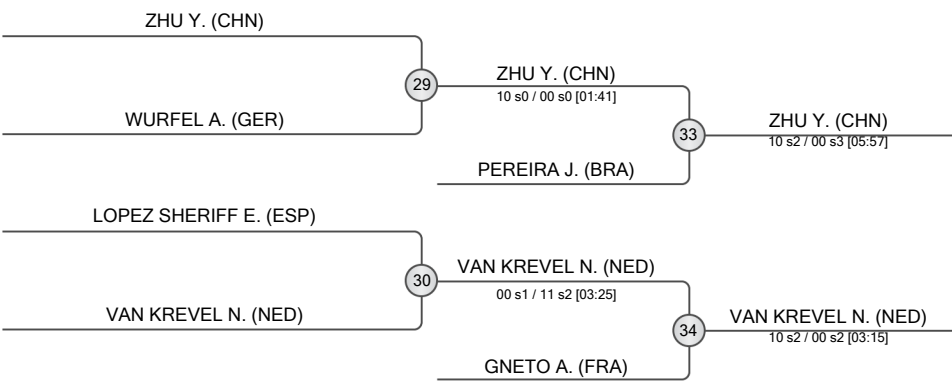 ZHU Y. (CHN)
29
WURFEL A. (GER)
ZHU Y. (CHN)
10 s0 / 00 s0 [01:41]
33
PEREIRA J. (BRA)
ZHU Y. (CHN)
10 s2 / 00 s3 [05:57]
LOPEZ SHERIFF E. (ESP)
30
VAN KREVEL N. (NED)
VAN KREVEL N. (NED)
00 s1 / 11 s2 [03:25]
34
GNETO A. (FRA)
VAN KREVEL N. (NED)
10 s2 / 00 s2 [03:15]